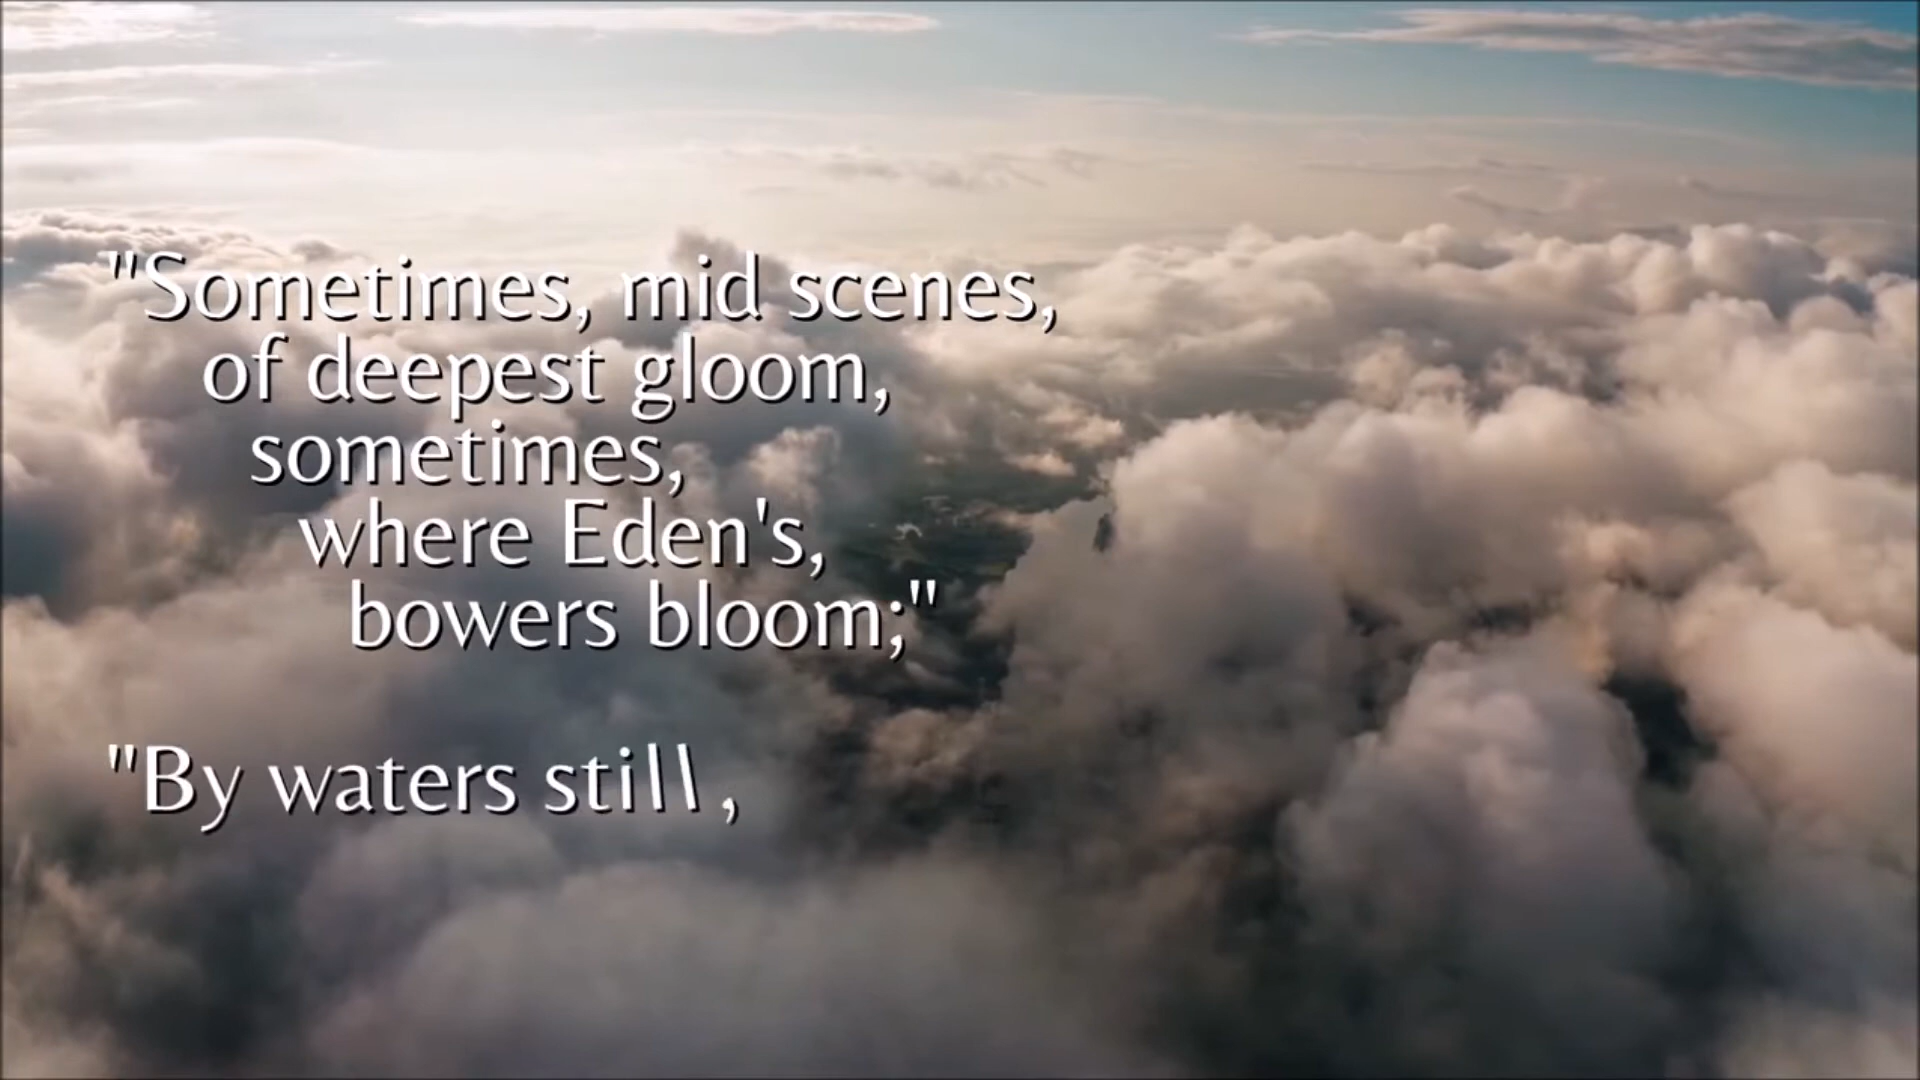 "Sometimes, mid scenes,
of deepest gloom,
sometimes,
where Eden's,
bowers bloom;"
"By waters still,